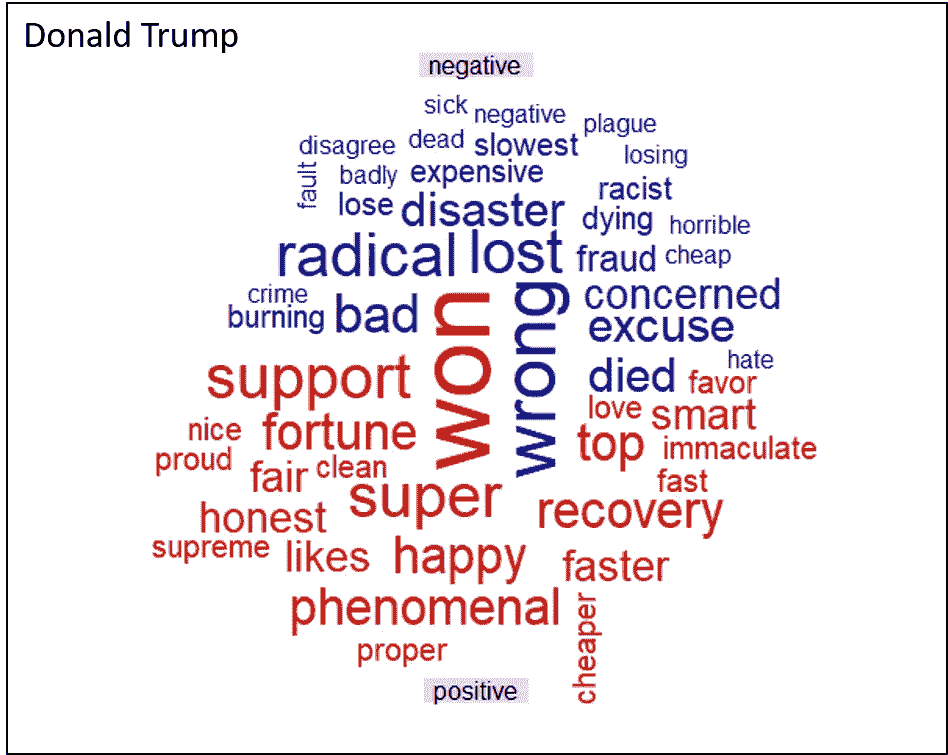 Donald Trump
negative
sick negative plague
disagree dead slowest losing
fault badly expensive racist
lose disaster dying horrible
radical lost fraud cheap
crime concerned
burning bad won wrong excuse
hate
support died favor
love smart
nice fortune top immaculate
proud fair clean fast
super recovery
honest
supreme likes happy faster
phenomenal cheaper
proper
positive